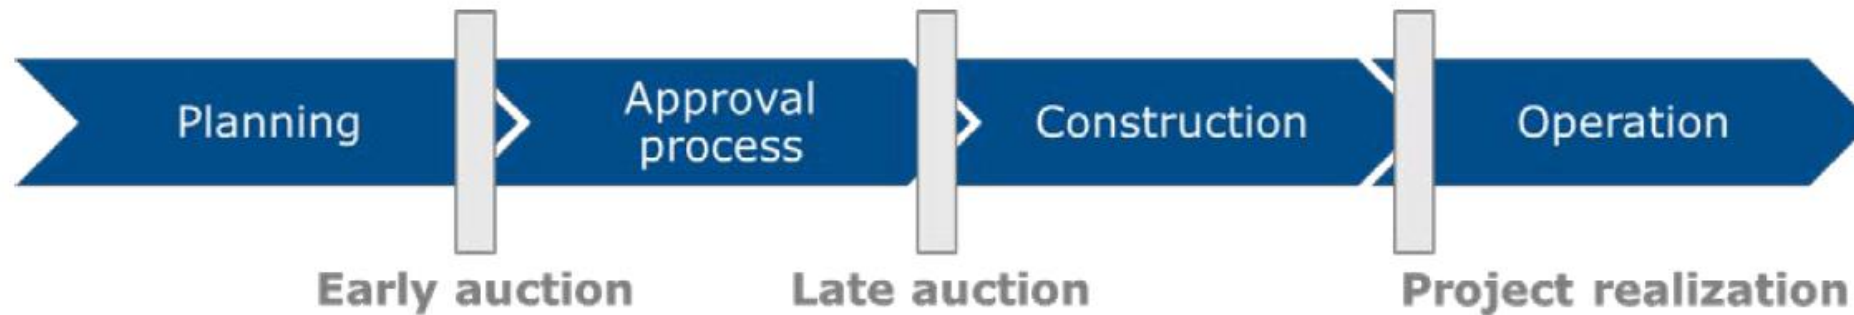 Planning
Approval
process
Construction
Operation
Early auction
Late auction
Project realization